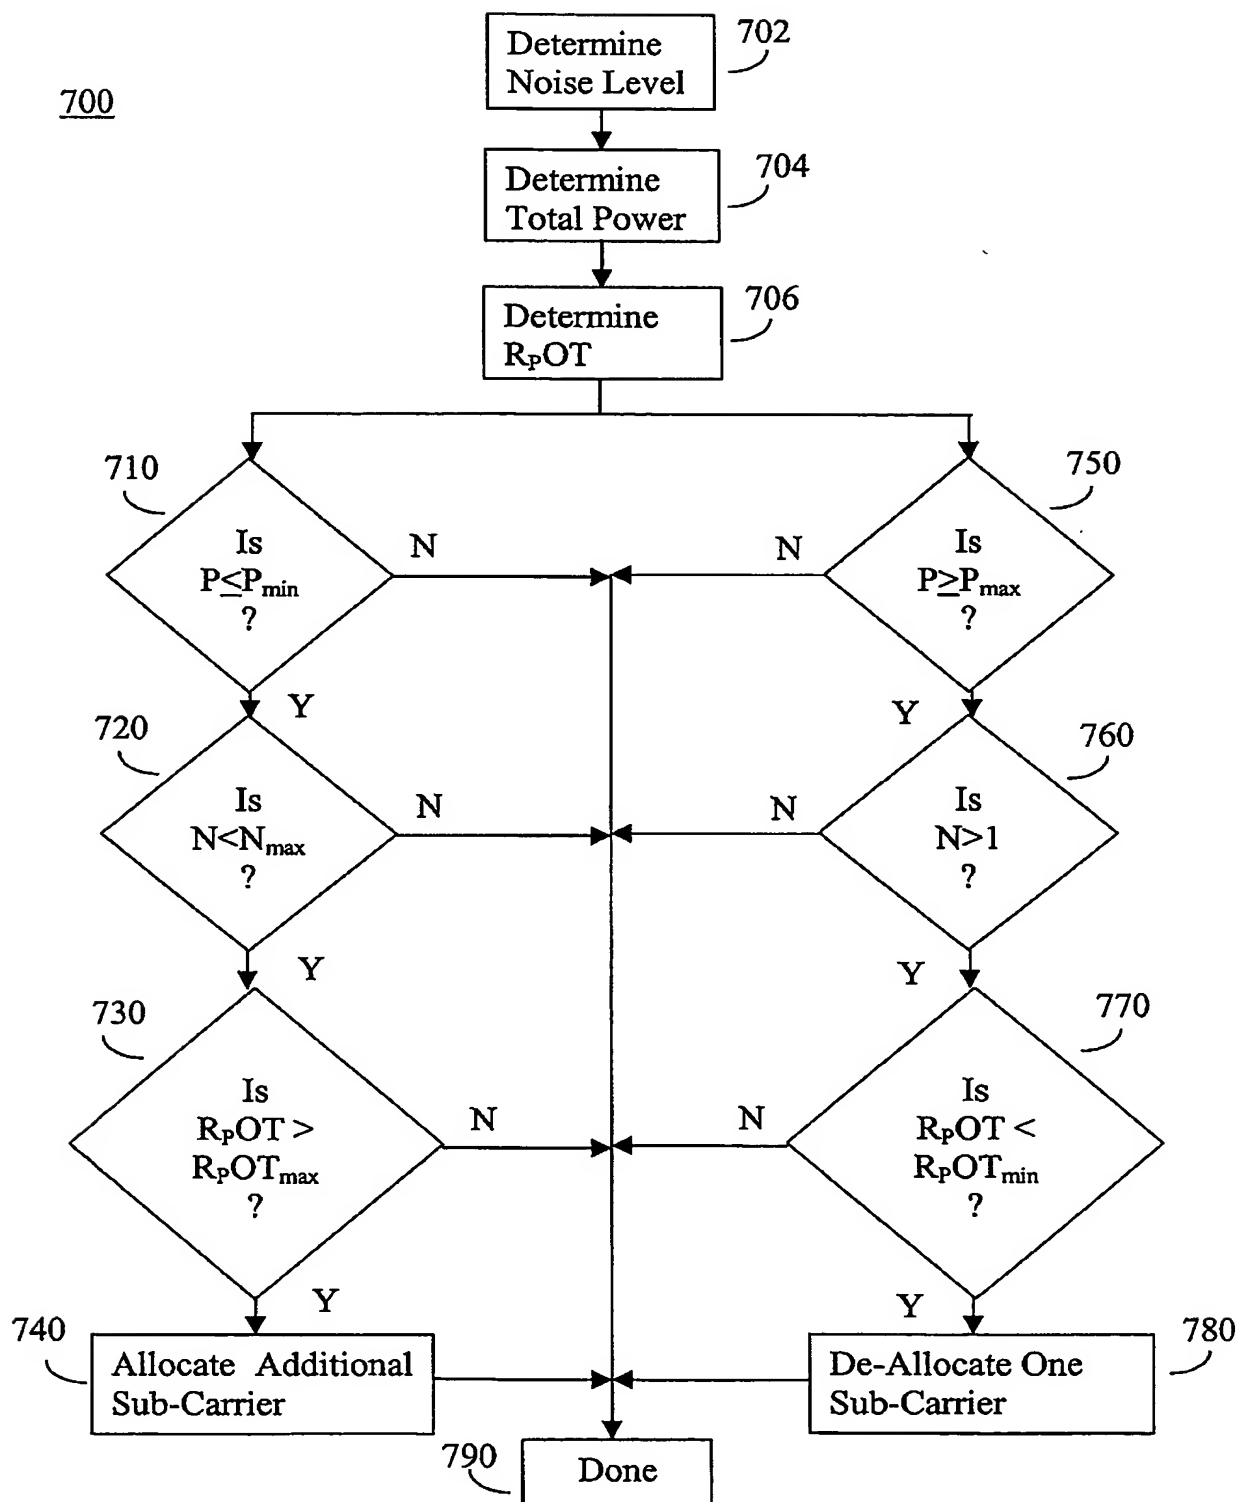 700
702
Determine
Noise Level
704
Determine
Total Power
706
Determine
RPOT
710
Is
P≤Pmin
?
N
Y
750
Is
P≥Pmax
?
N
Y
720
Is
N<Nmax
?
N
Y
760
Is
N>1
?
N
Y
730
Is
RPOT >
RPOTmax
?
N
Y
770
Is
RPOT <
RPOTmin
?
N
Y
740
Allocate Additional
Sub-Carrier
780
De-Allocate One
Sub-Carrier
790
Done